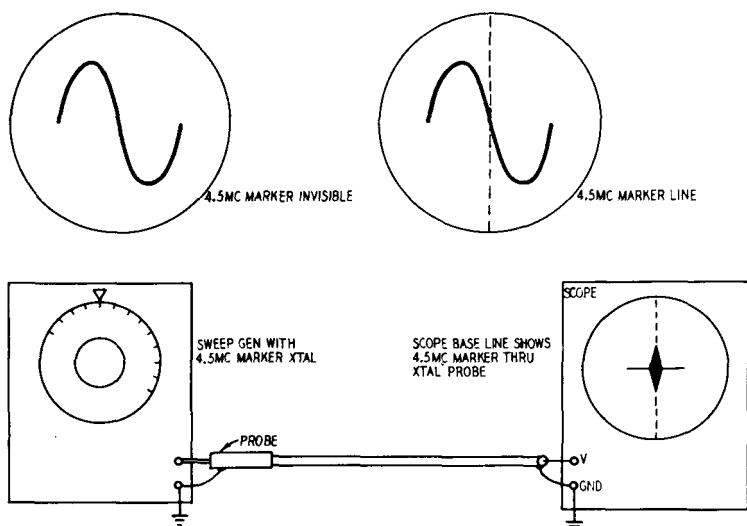 4.5MC MARKER INVISIBLE
4.5MC MARKER LINE
SWEEP GEN WITH
4.5MC MARKER XTAL
SCOPE BASE LINE SHOWS
4.5MC MARKER THRU
XTAL PROBE
SCOPE
PROBE
V
GND